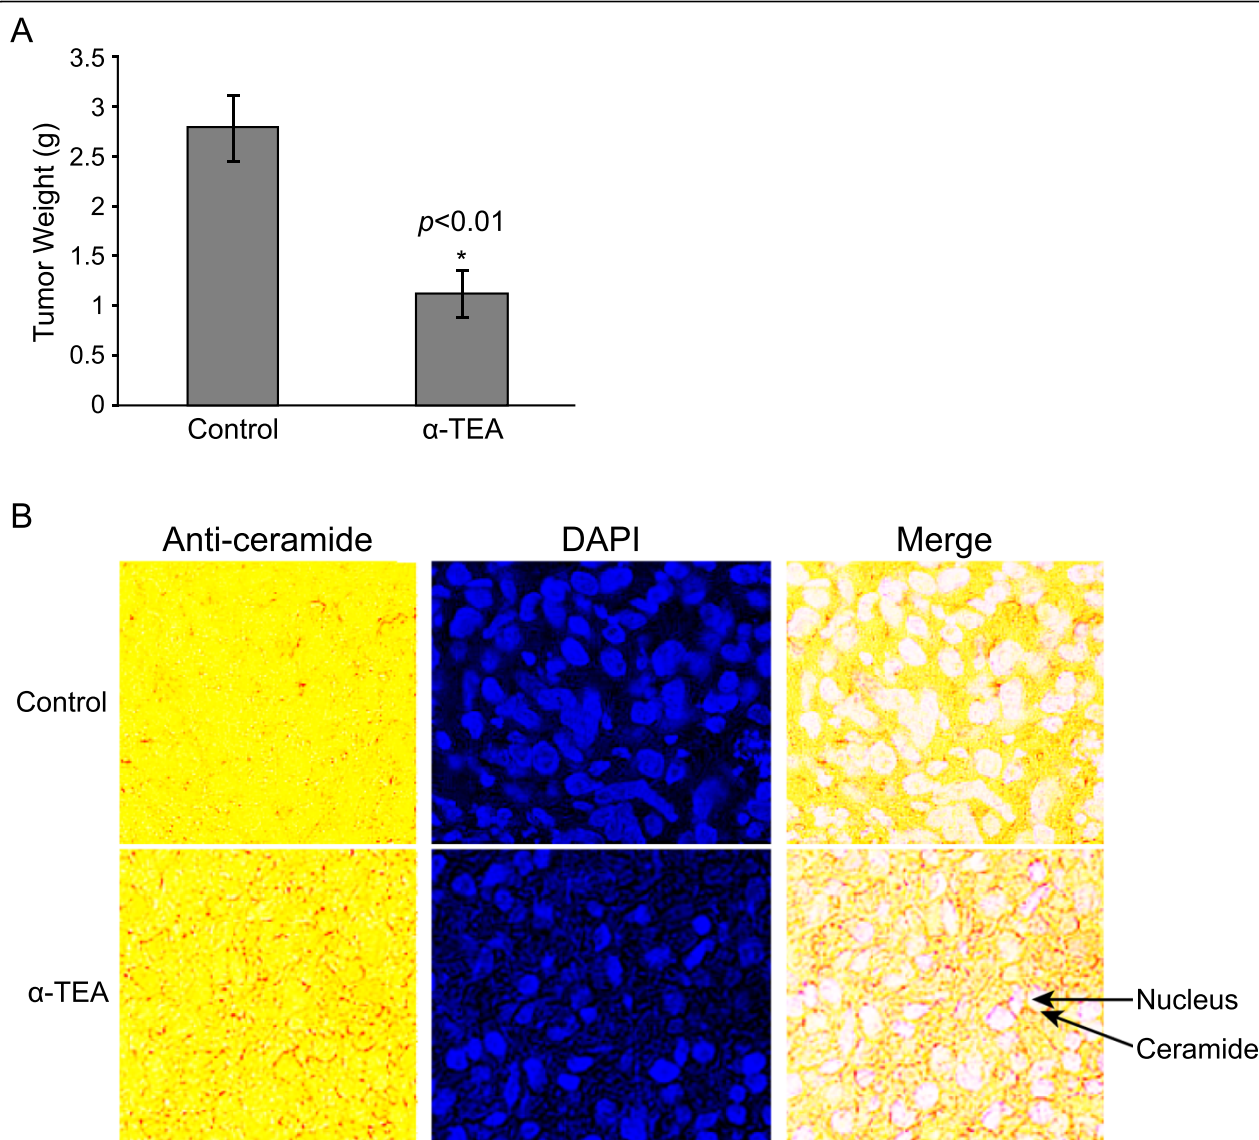 A
3.5
3
2.5
2
1.5
1
0.5
0
Tumor Weight (g)
p<0.01
*
Control
α-TEA
B
Anti-ceramide
DAPI
Merge
Control
α-TEA
Nucleus
Ceramide